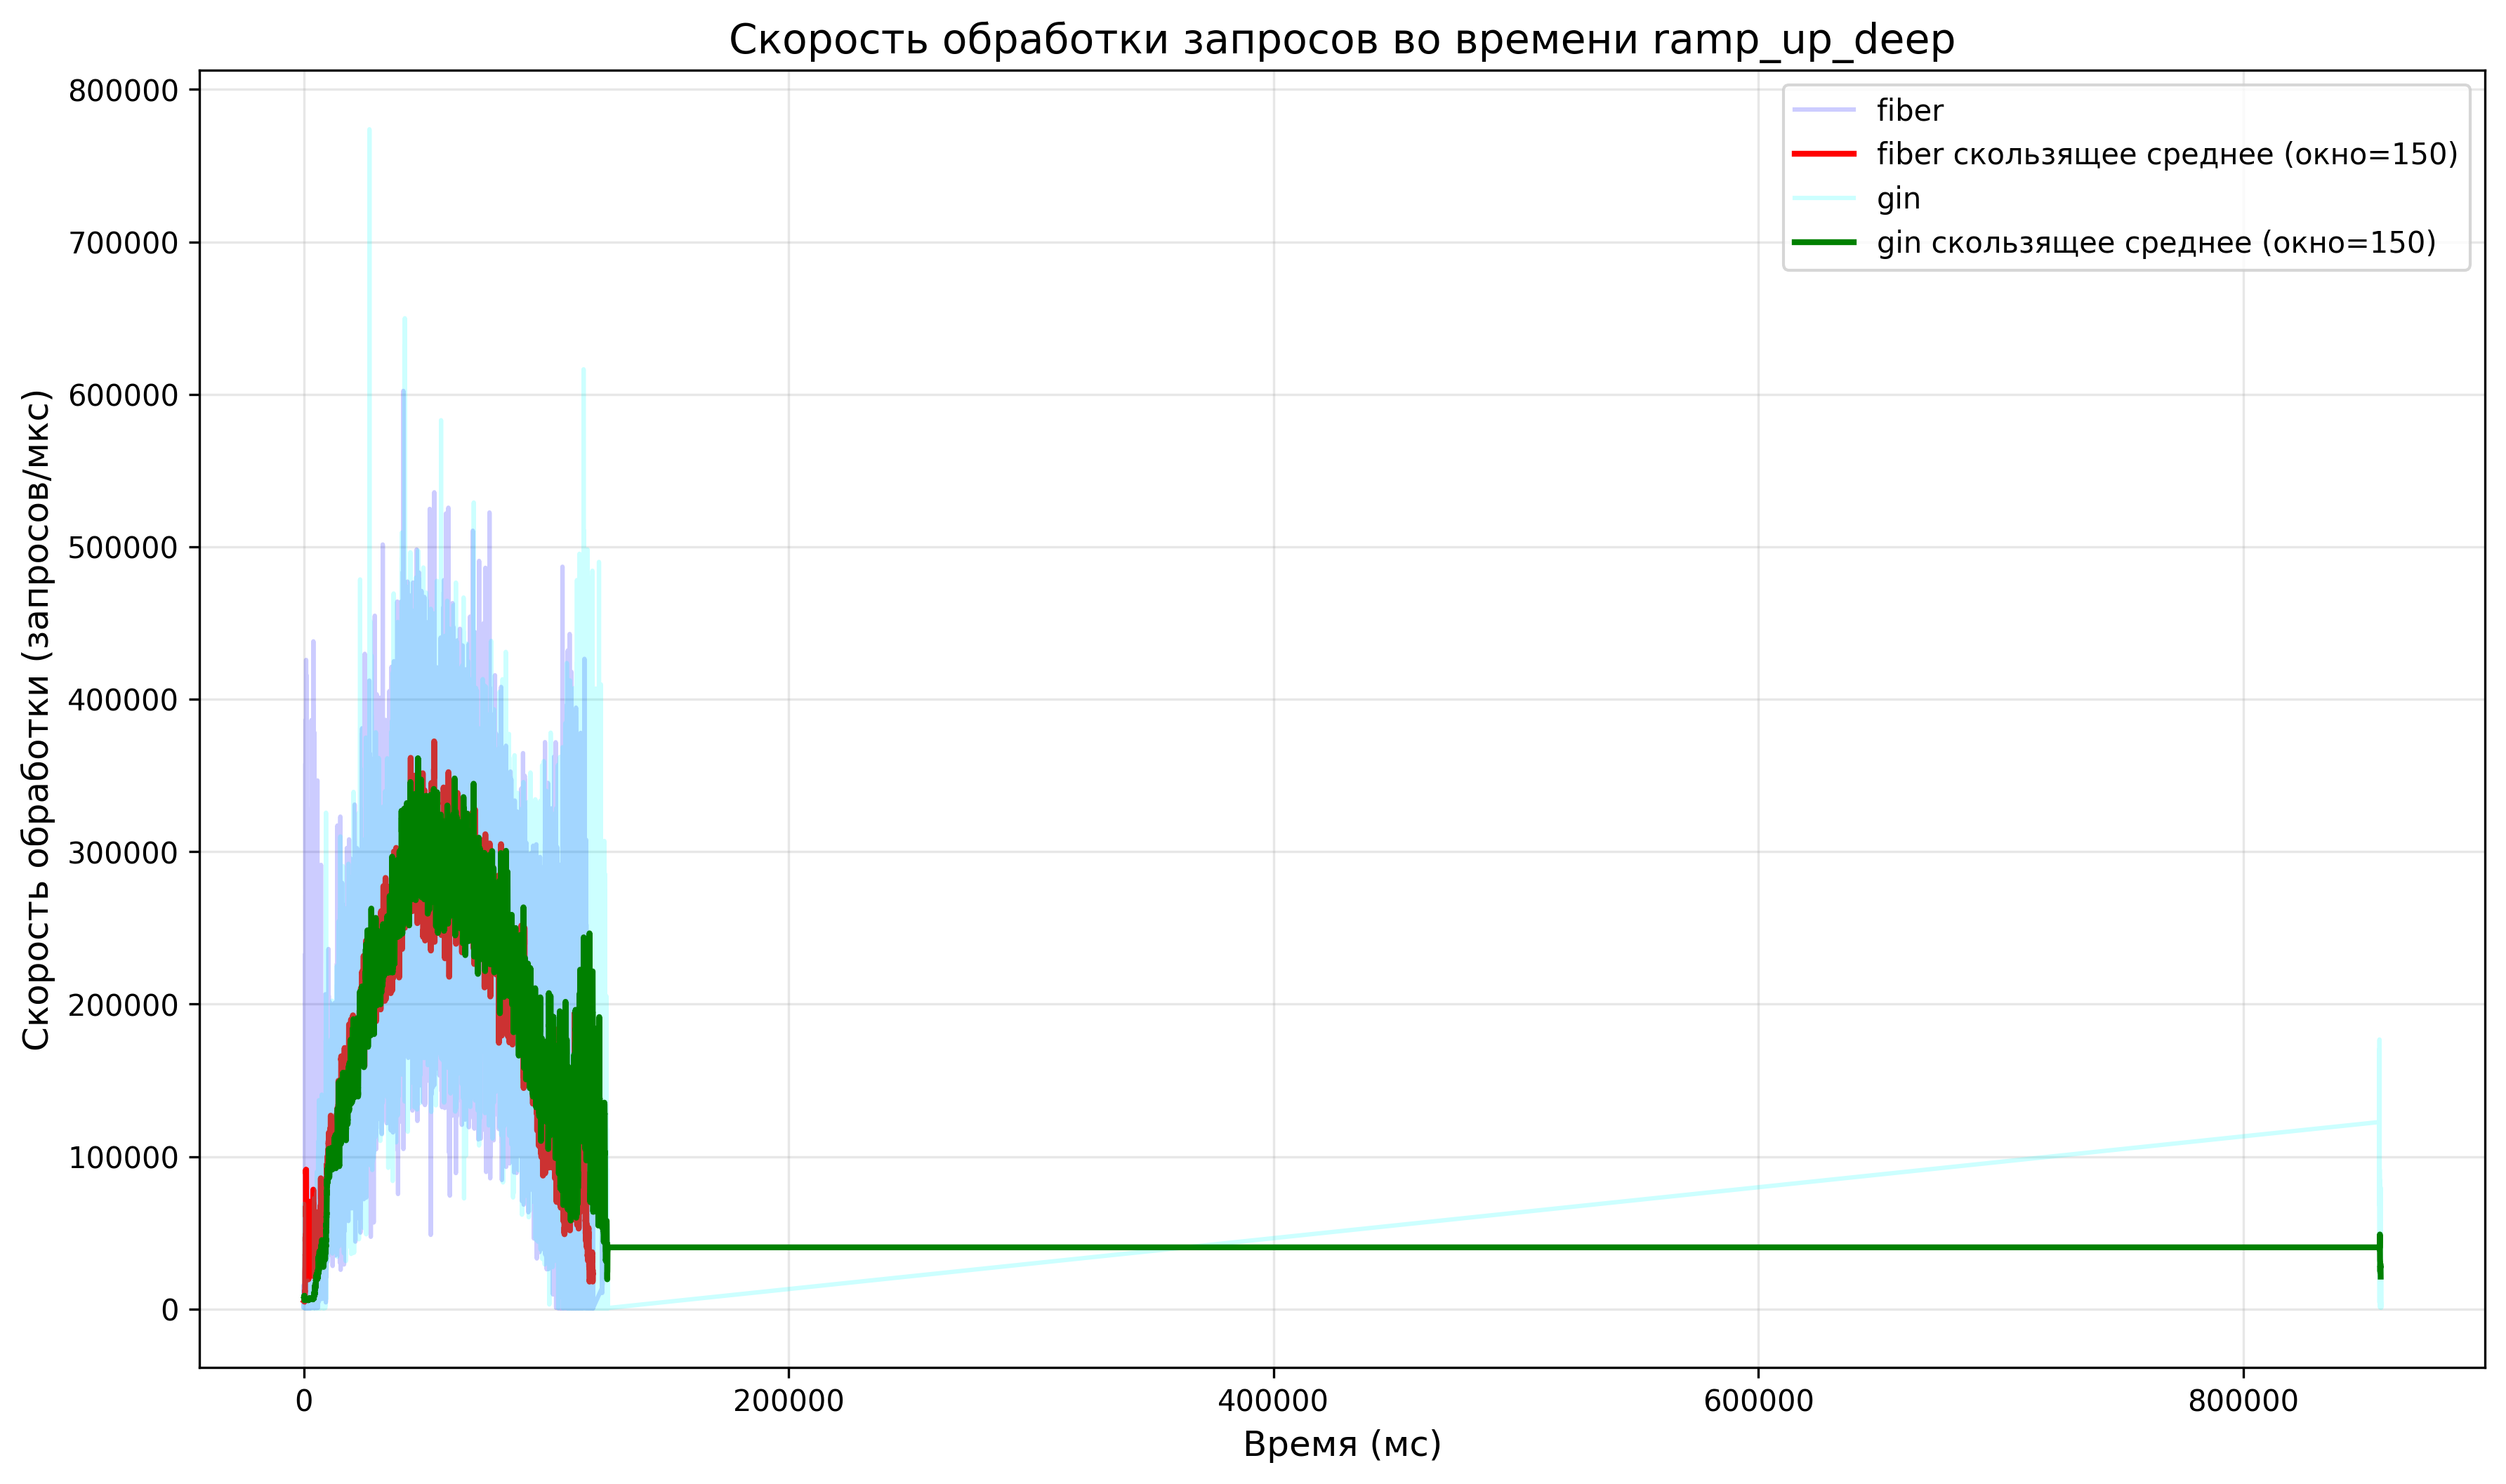 Скорость обработки запросов во времени ramp_up_deep
Скорость обработки (запросов/мкс)
800000
700000
600000
500000
400000
300000
200000
100000
0
fiber
fiber скользящее среднее (окно=150)
gin
gin скользящее среднее (окно=150)
0
200000
400000
600000
800000
Время (мс)